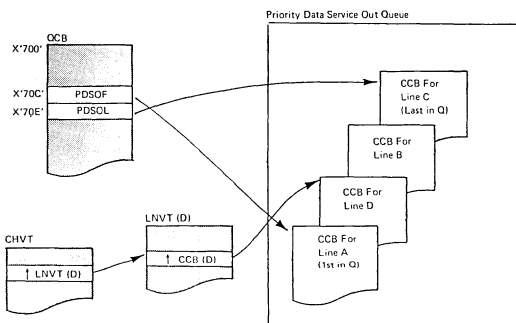 Priority Data Service Out Queue
QCB
X'700'
X'70C'
PDSOF
X'70E'
PDSOL
CCB For
Line C
(Last in Q)
CCB For
Line B
CCB For
Line D
CCB For
Line A
(1st in Q)
LNVT (D)
↑ CCB (D)
CHVT
↑ LNVT (D)